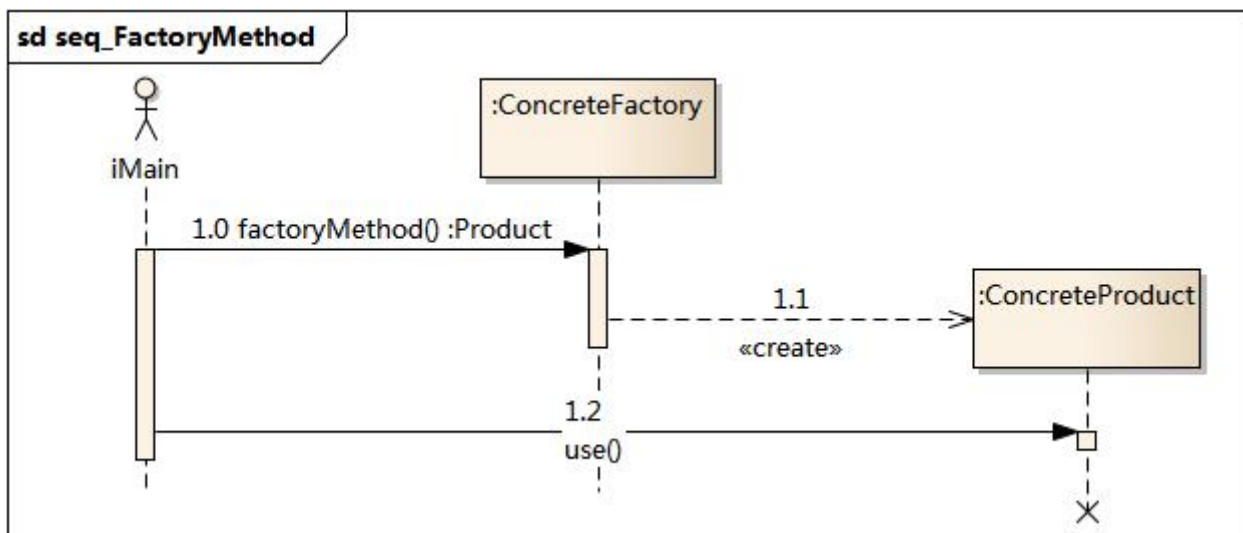 sd seq_FactoryMethod
:ConcreteFactory
iMain
1.0 factoryMethod() :Product
:ConcreteProduct
1.1
«create»
1.2
use()